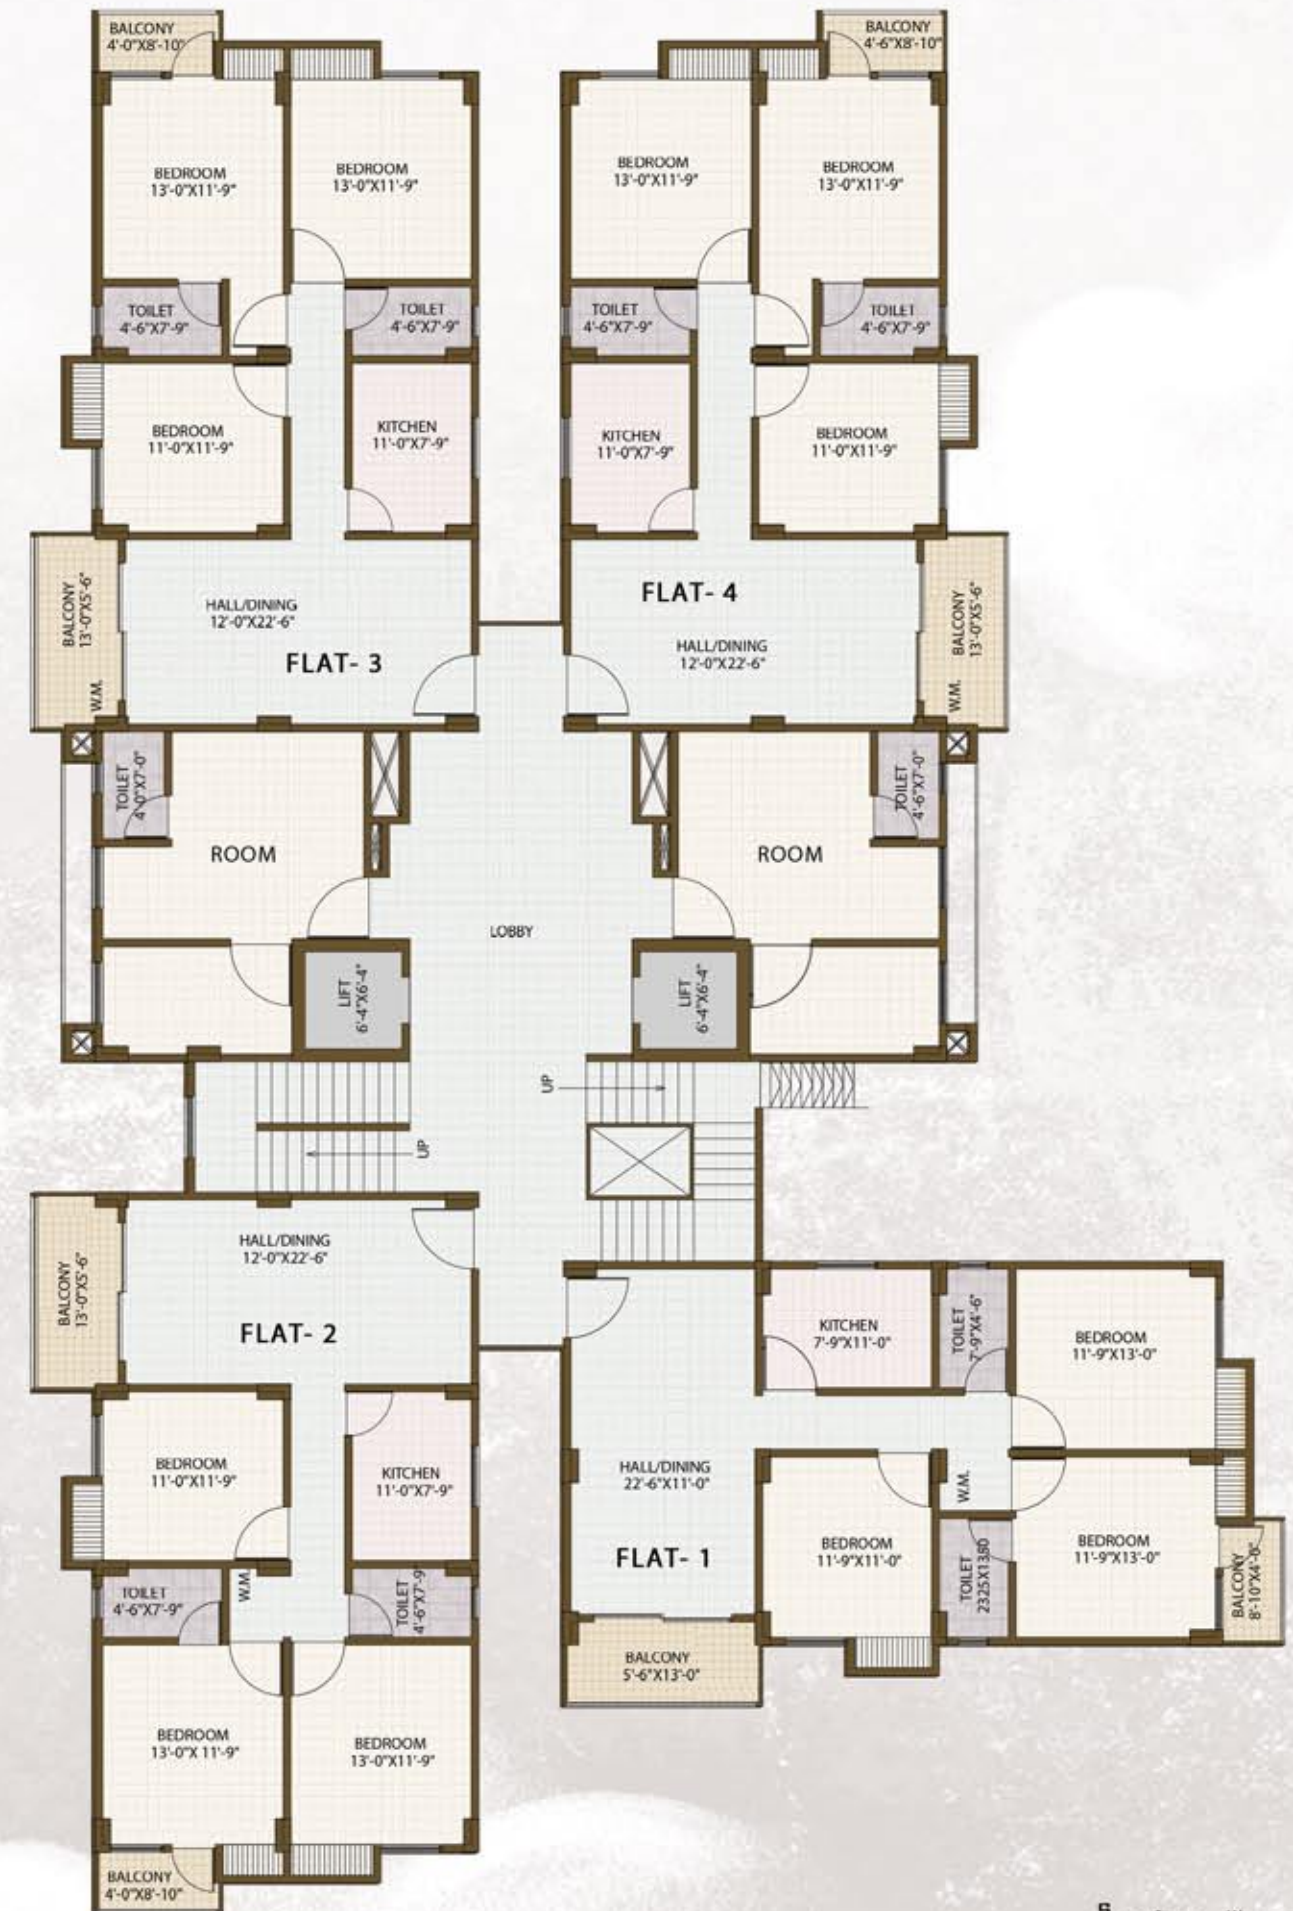 BALCONY
4'-0"X8'-10"
BALCONY
4'-6"X8'-10"
BEDROOM
13'-0"X11'-9"
BEDROOM
13'-0"X11'-9"
BEDROOM
13'-0"X11'-9"
BEDROOM
13'-0"X11'-9"
TOILET
4'-6"X7'-9"
TOILET
4'-6"X7'-9"
TOILET
4'-6"X7'-9"
TOILET
4'-6"X7'-9"
BEDROOM
11'-0"X11'-9"
KITCHEN
11'-0"X7'-9"
KITCHEN
11'-0"X7'-9"
BEDROOM
11'-0"X11'-9"
BALCONY
13'-0"X5'-6"
W.M.
HALL/DINING
12'-0"X22'-6"
FLAT- 3
FLAT- 4
HALL/DINING
12'-0"X22'-6"
BALCONY
13'-0"X5'-6"
W.M.
TOILET
4'-0"X7'-0"
ROOM
ROOM
TOILET
4'-6"X7'-0"
LOBBY
LIFT
6'-4"X6'-4"
LIFT
6'-4"X6'-4"
UP
UP
BALCONY
13'-0"X5'-6"
HALL/DINING
12'-0"X22'-6"
FLAT- 2
KITCHEN
7'-9"X11'-0"
TOILET
7'-9"X4'-6"
BEDROOM
11'-9"X13'-0"
BEDROOM
11'-0"X11'-9"
KITCHEN
11'-0"X7'-9"
HALL/DINING
22'-6"X11'-0"
FLAT- 1
W.M.
BEDROOM
11'-9"X11'-0"
TOILET
2325X1380
BEDROOM
11'-9"X13'-0"
BALCONY
8'-10"X4'-0"
TOILET
4'-6"X7'-9"
W.M.
TOILET
4'-6"X7'-9
BALCONY
5'-6"X13'-0"
BEDROOM
13'-0"X 11'-9"
BEDROOM
13'-0"X11'-9"
BALCONY
4'-0"X8'-10"